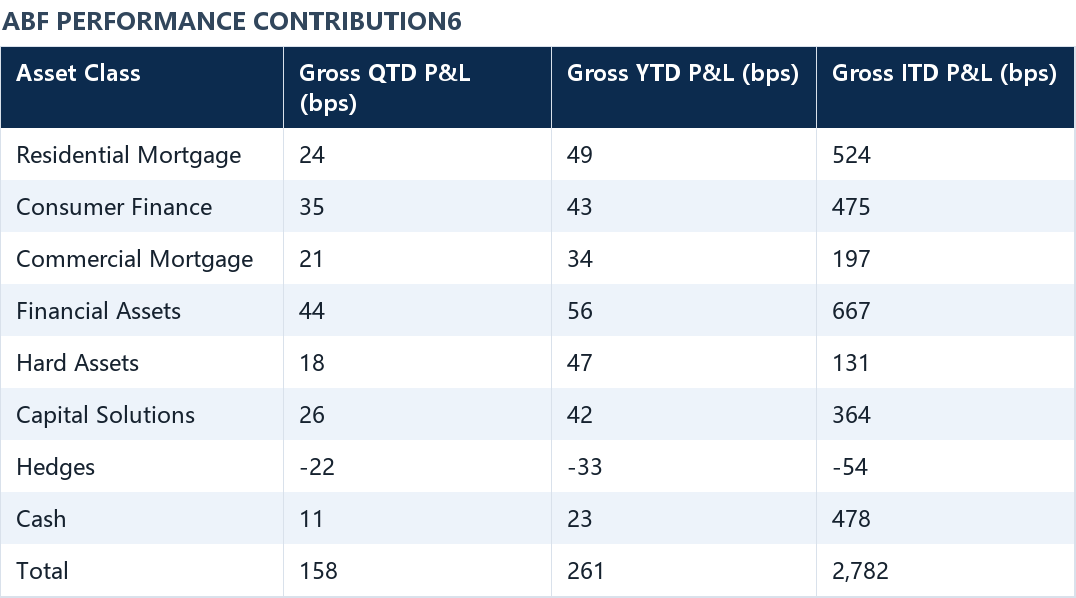 ABF PERFORMANCE CONTRIBUTION6
Asset Class Gross QTD P&L (bps) Gross YTD P&L (bps) Gross ITD P&L (bps)
Residential Mortgage 24 49 524
Consumer Finance 35 43 475
Commercial Mortgage 21 34 197
Financial Assets 44 56 667
Hard Assets 18 47 131
Capital Solutions 26 42 364
Hedges -22 -33 -54
Cash 11 23 478
Total 158 261 2,782